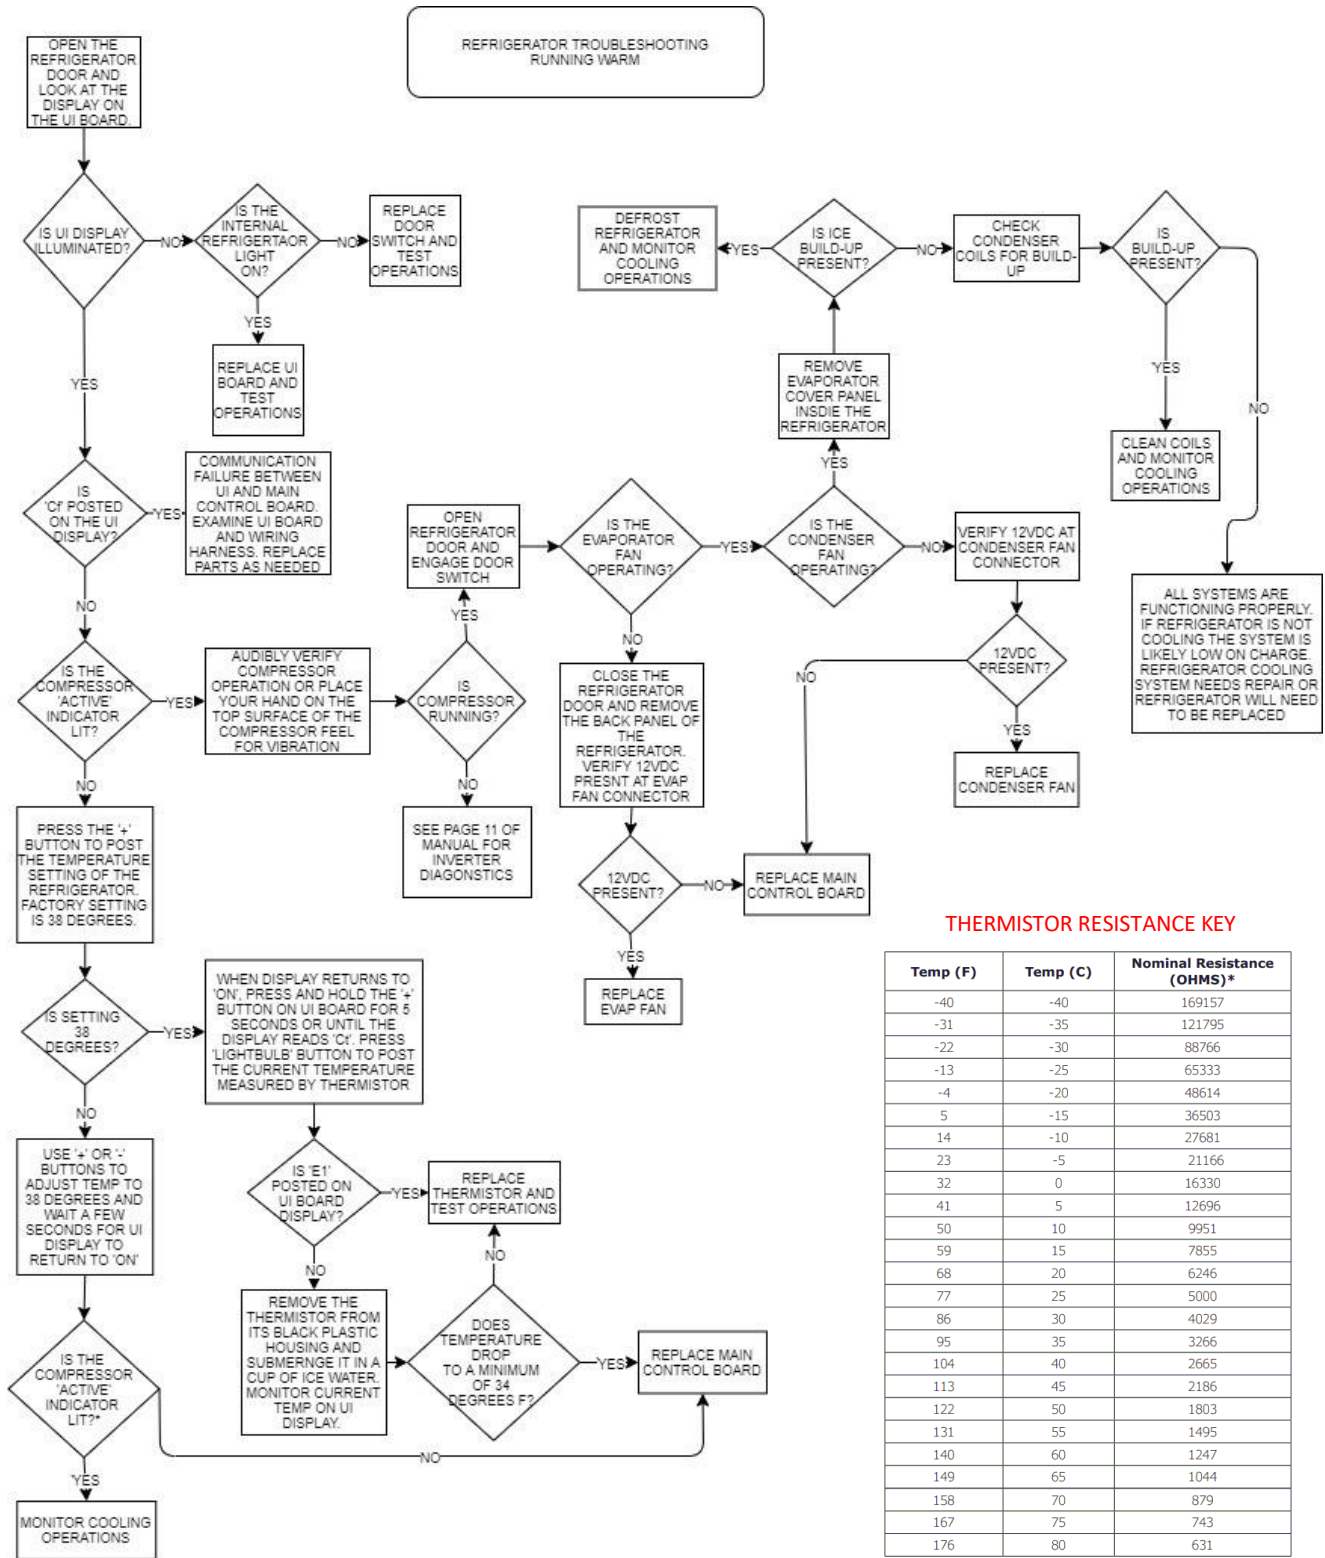 REFRIGERATOR TROUBLESHOOTING
RUNNING WARM
OPEN THE
REFRIGERATOR
DOOR AND
LOOK AT THE
DISPLAY ON
THE UI BOARD.
IS UI DISPLAY
ILLUMINATED?
NO
IS THE
INTERNAL
REFRIGERTAOR
LIGHT
ON?
NO
REPLACE
DOOR
SWITCH AND
TEST
OPERATIONS
YES
REPLACE UI
BOARD AND
TEST
OPERATIONS
YES
IS
'Cf' POSTED
ON THE UI
DISPLAY?
YES
COMMUNICATION
FAILURE BETWEEN
UI AND MAIN
CONTROL BOARD.
EXAMINE UI BOARD
AND WIRING
HARNESS. REPLACE
PARTS AS NEEDED
NO
IS THE
COMPRESSOR
'ACTIVE'
INDICATOR
LIT?
YES
AUDIBLY VERIFY
COMPRESSOR
OPERATION OR PLACE
YOUR HAND ON THE
TOP SURFACE OF THE
COMPRESSOR FEEL
FOR VIBRATION
IS
COMPRESSOR
RUNNING?
YES
OPEN
REFRIGERATOR
DOOR AND
ENGAGE DOOR
SWITCH
NO
SEE PAGE 11 OF
MANUAL FOR
INVERTER
DIAGONSTICS
IS THE
EVAPORATOR
FAN
OPERATING?
YES
IS THE
CONDENSER
FAN
OPERATING?
YES
REMOVE
EVAPORATOR
COVER PANEL
INSDIE THE
REFRIGERATOR
IS ICE
BUILD-UP
PRESENT?
YES
DEFROST
REFRIGERATOR
AND MONITOR
COOLING
OPERATIONS
NO
CHECK
CONDENSER
COILS FOR BUILD-
UP
IS
BUILD-UP
PRESENT?
YES
CLEAN COILS
AND MONITOR
COOLING
OPERATIONS
NO
ALL SYSTEMS ARE
FUNCTIONING PROPERLY.
IF REFRIGERATOR IS NOT
COOLING THE SYSTEM IS
LIKELY LOW ON CHARGE.
REFRIGERATOR COOLING
SYSTEM NEEDS REPAIR OR
REFRIGERATOR WILL NEED
TO BE REPLACED
NO
VERIFY 12VDC AT
CONDENSER FAN
CONNECTOR
12VDC
PRESENT?
NO
YES
REPLACE
CONDENSER FAN
NO
CLOSE THE
REFRIGERATOR
DOOR AND REMOVE
THE BACK PANEL OF
THE
REFRIGERATOR.
VERIFY 12VDC
PRESNT AT EVAP
FAN CONNECTOR
12VDC
PRESENT?
NO
REPLACE MAIN
CONTROL BOARD
YES
REPLACE
EVAP FAN
NO
PRESS THE '+'
BUTTON TO POST
THE TEMPERATURE
SETTING OF THE
REFRIGERATOR.
FACTORY SETTING
IS 38 DEGREES.
IS SETTING
38
DEGREES?
YES
WHEN DISPLAY RETURNS TO
'ON', PRESS AND HOLD THE '+'
BUTTON ON UI BOARD FOR 5
SECONDS OR UNTIL THE
DISPLAY READS 'Ct'. PRESS
'LIGHTBULB' BUTTON TO POST
THE CURRENT TEMPERATURE
MEASURED BY THERMISTOR
IS 'E1'
POSTED ON
UI BOARD
DISPLAY?
YES
REPLACE
THERMISTOR AND
TEST OPERATIONS
NO
REMOVE THE
THERMISTOR FROM
ITS BLACK PLASTIC
HOUSING AND
SUBMERNGE IT IN A
CUP OF ICE WATER.
MONITOR CURRENT
TEMP ON UI
DISPLAY.
DOES
TEMPERATURE
DROP
TO A MINIMUM
OF 34
DEGREES F?
NO
YES
REPLACE MAIN
CONTROL BOARD
NO
USE '+' OR '-'
BUTTONS TO
ADJUST TEMP TO
38 DEGREES AND
WAIT A FEW
SECONDS FOR UI
DISPLAY TO
RETURN TO 'ON'
IS THE
COMPRESSOR
'ACTIVE'
INDICATOR
LIT?*
NO
YES
MONITOR COOLING
OPERATIONS
THERMISTOR RESISTANCE KEY
Temp (F) Temp (C) Nominal Resistance
(OHMS)*
-40 -40 169157
-31 -35 121795
-22 -30 88766
-13 -25 65333
-4 -20 48614
5 -15 36503
14 -10 27681
23 -5 21166
32 0 16330
41 5 12696
50 10 9951
59 15 7855
68 20 6246
77 25 5000
86 30 4029
95 35 3266
104 40 2665
113 45 2186
122 50 1803
131 55 1495
140 60 1247
149 65 1044
158 70 879
167 75 743
176 80 631